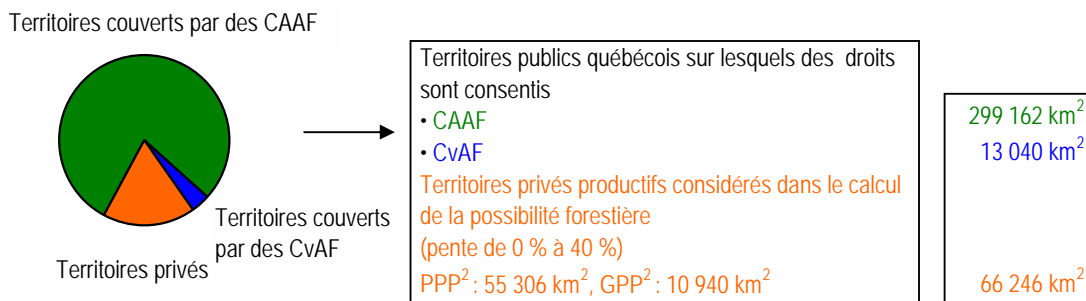 Territoires couverts par des CAAF
Territoires couverts
par des CvAF
Territoires privés
Territoires publics québécois sur lesquels des droits
sont consentis
• CAAF
• CvAF
Territoires privés productifs considérés dans le calcul
de la possibilité forestière
(pente de 0 % à 40 %)
PPP² : 55 306 km², GPP² : 10 940 km²
299 162 km²
13 040 km²
66 246 km²